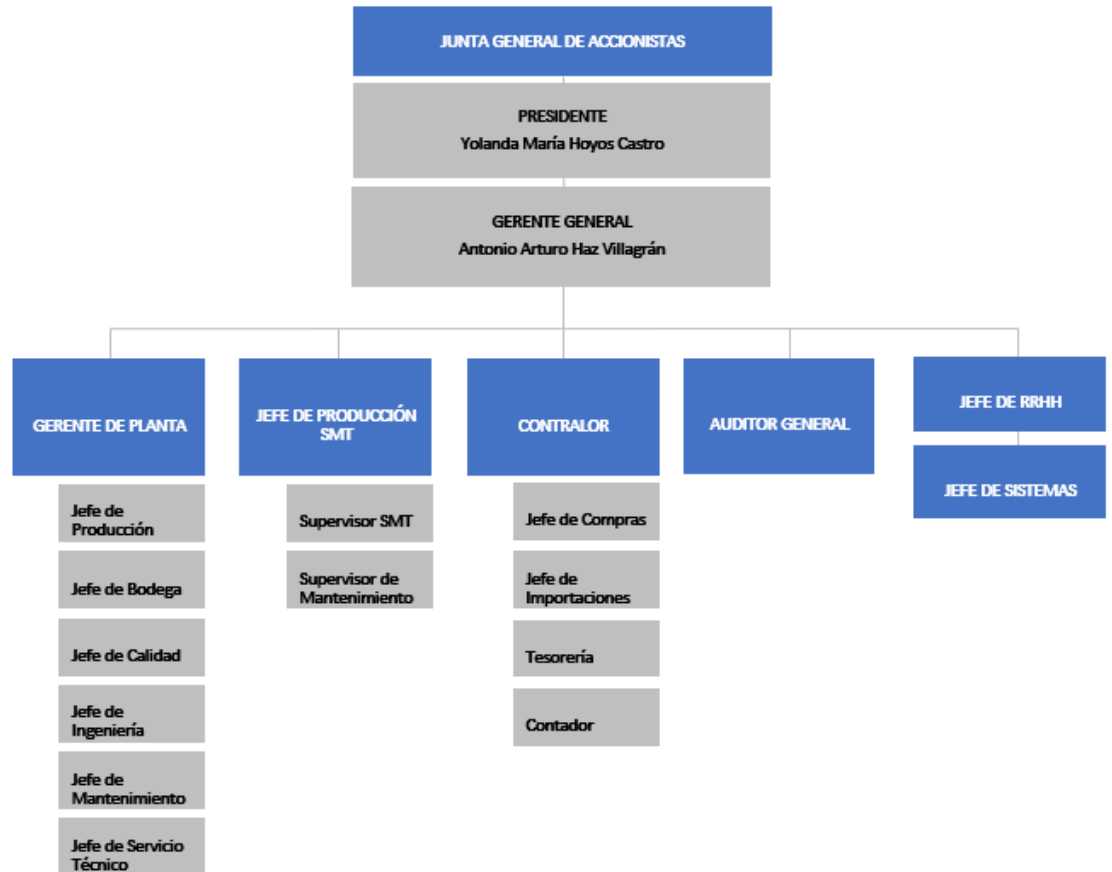 JUNTA GENERAL DE ACCIONISTAS
PRESIDENTE
Yolanda María Hoyos Castro
GERENTE GENERAL
Antonio Arturo Haz Villagrán
GERENTE DE PLANTA
Jefe de
Producción
Jefe de Bodega
Jefe de Calidad
Jefe de
Ingeniería
Jefe de
Mantenimiento
Jefe de Servicio
Técnico
JEFE DE PRODUCCIÓN
SMT
Supervisor SMT
Supervisor de
Mantenimiento
CONTRALOR
Jefe de Compras
Jefe de
Importaciones
Tesorería
Contador
AUDITOR GENERAL
JEFE DE RRHH
JEFE DE SISTEMAS